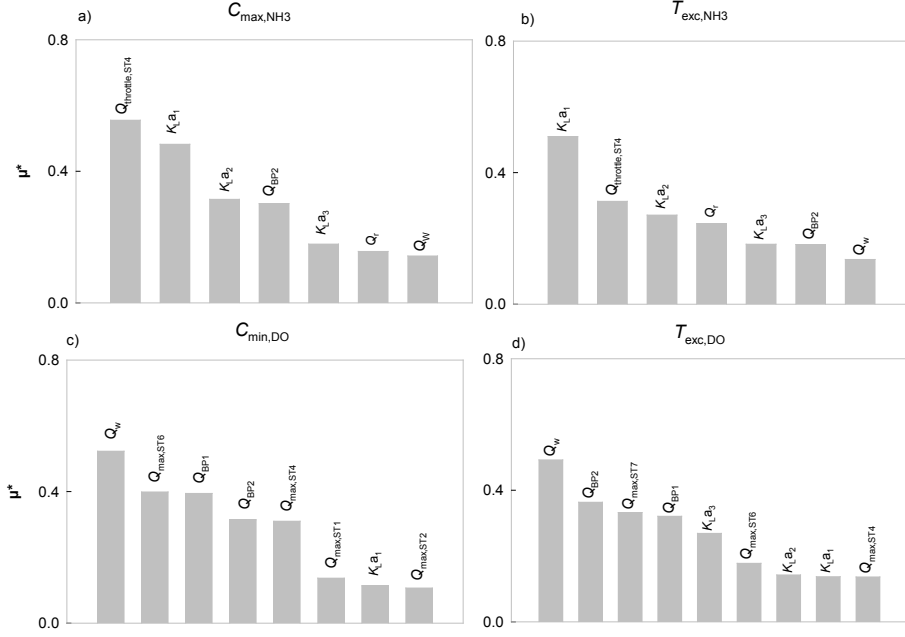 a)
C_max,NH3
0.8
0.4
0.0
μ*
Q_throttle,ST4
K_La_1
K_La_2
Q_BP2
K_La_3
Q_r
Q_W
b)
T_exc,NH3
0.8
0.4
0.0
K_La_1
Q_throttle,ST4
K_La_2
Q_r
K_La_3
Q_BP2
Q_w
c)
C_min,DO
0.8
0.4
0.0
μ*
Q_w
Q_max,ST6
Q_BP1
Q_BP2
Q_max,ST4
Q_max,ST1
K_La_1
Q_max,ST2
d)
T_exc,DO
0.8
0.4
0.0
Q_w
Q_BP2
Q_max,ST7
Q_BP1
K_La_3
Q_max,ST6
K_La_2
K_La_1
Q_max,ST4